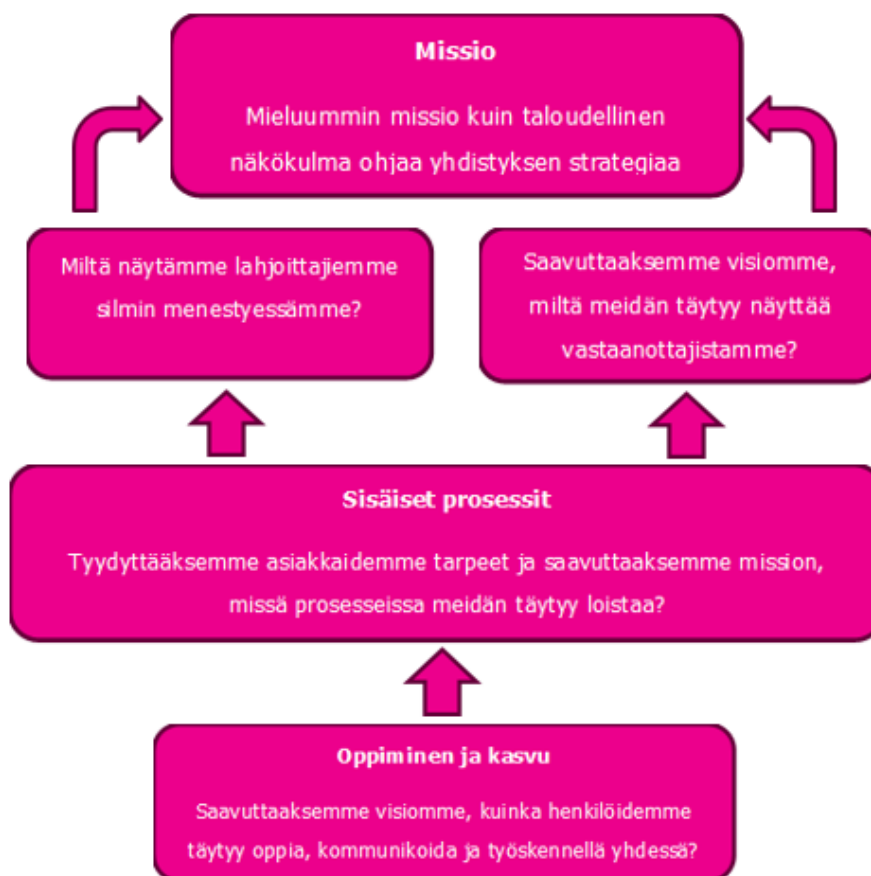 Missio
Mieluummin missio kuin taloudellinen
näkökulma ohjaa yhdistyksen strategiaa
Miltä näytämme lahjoittajiemme
silmin menestyessämme?
Saavuttaaksemme visiomme,
miltä meidän täytyy näyttää
vastaanottajistamme?
Sisäiset prosessit
Tyydyttääksemme asiakkaidemme tarpeet ja saavuttaaksemme mission,
missä prosesseissa meidän täytyy loistaa?
Oppiminen ja kasvu
Saavuttaaksemme visiomme, kuinka henkilöidemme
täytyy oppia, kommunikoida ja työskennellä yhdessä?